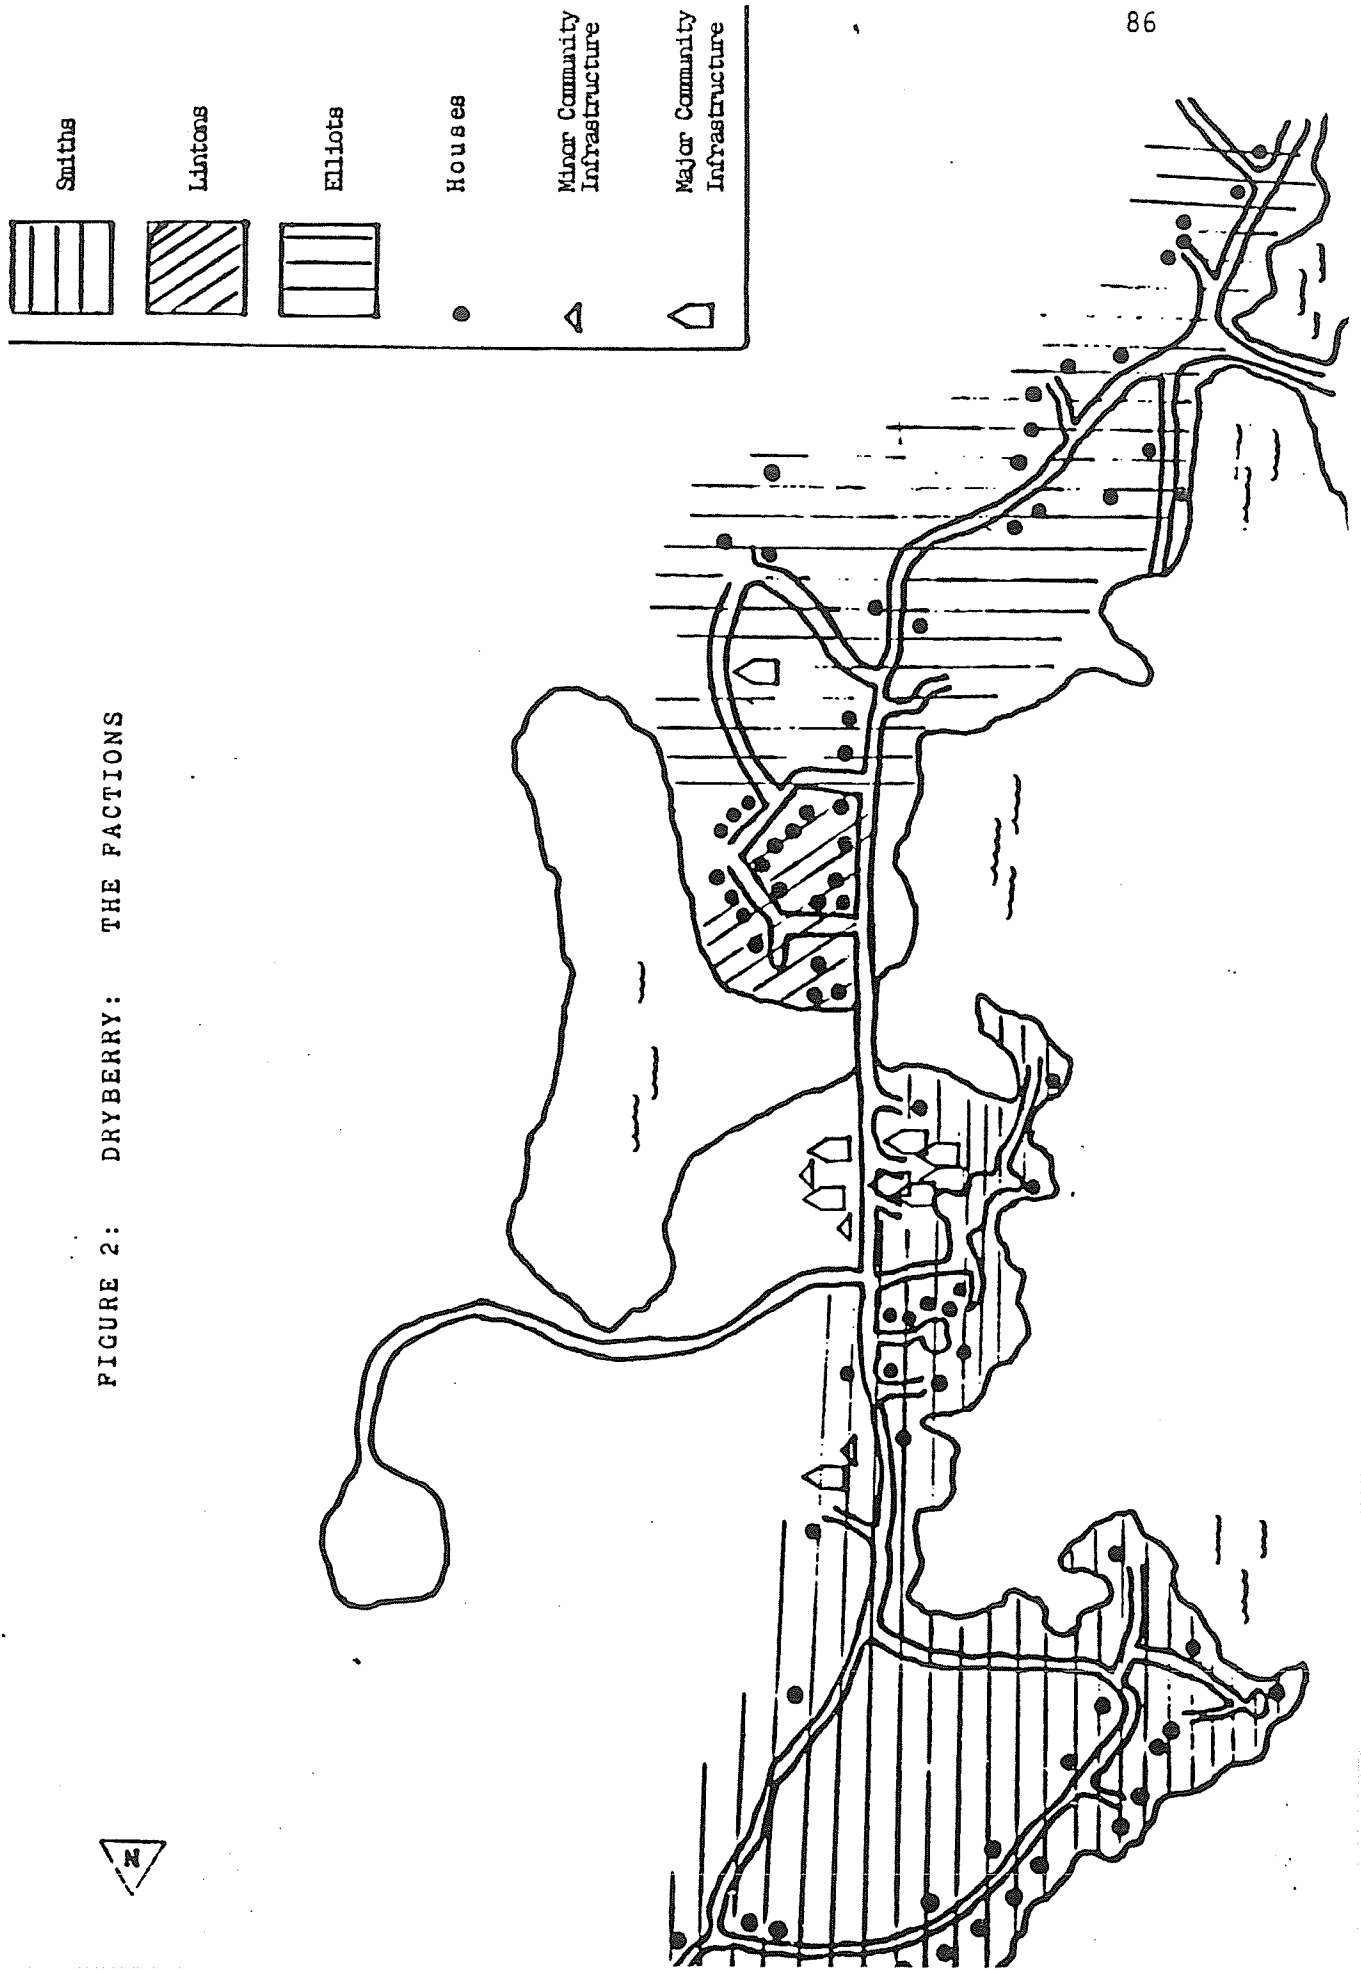 86
FIGURE 2: DRYBERRY: THE FACTIONS
Smiths
Lintons
Elliots
Houses
Minor Community
Infrastructure
Major Community
Infrastructure
N